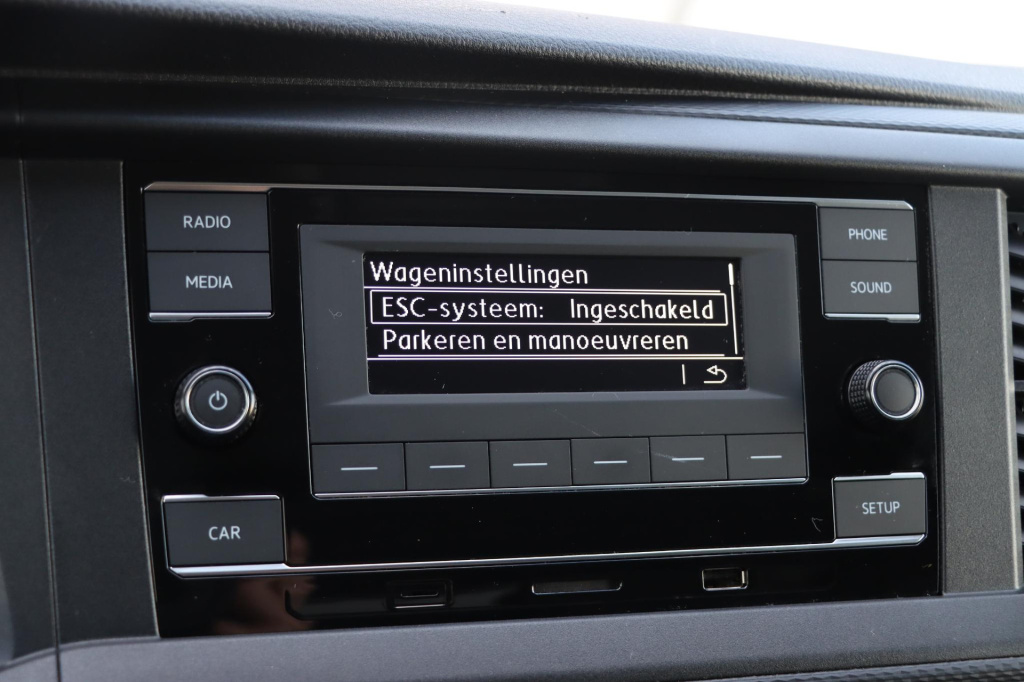 RADIO
MEDIA
PHONE
SOUND
Wageninstellingen
ESC-systeem: Ingeschakeld
Parkeren en manoeuvreren
CAR
SETUP